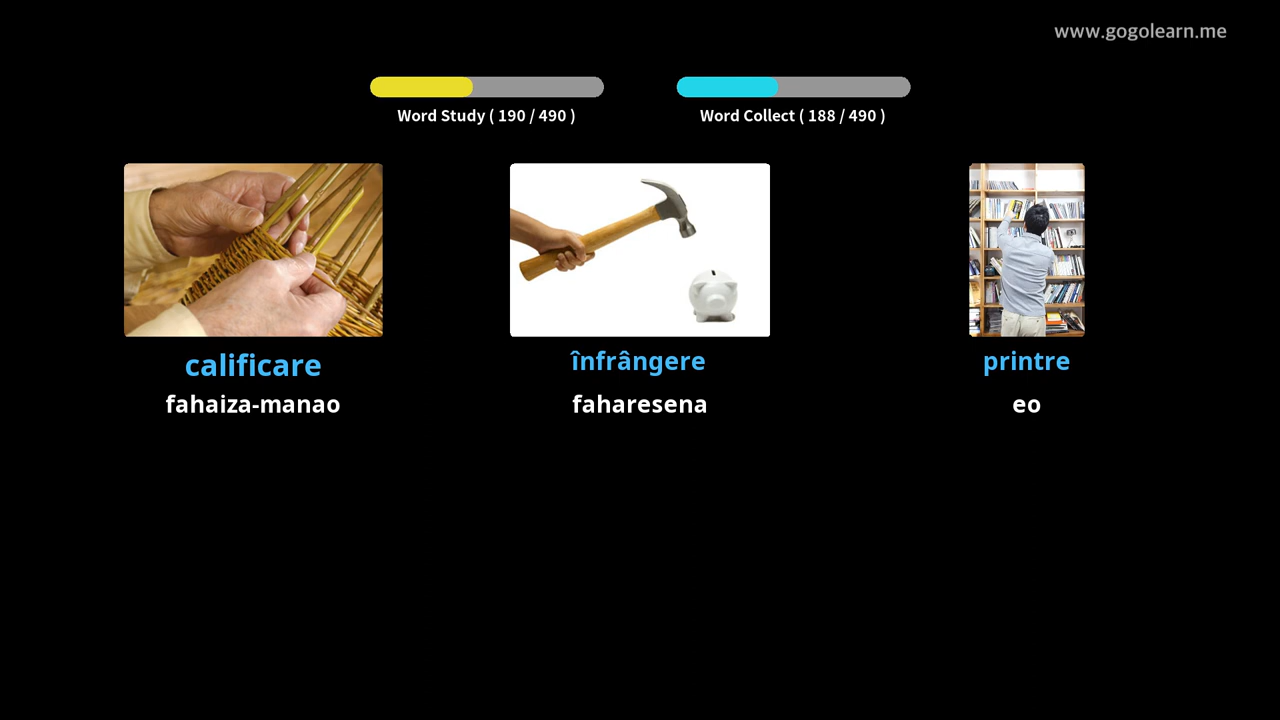 www.gogolearn.me
Word Study ( 190 / 490 )
Word Collect ( 188 / 490 )
calificare
fahaiza-manao
înfrângere
faharesena
printre
eo